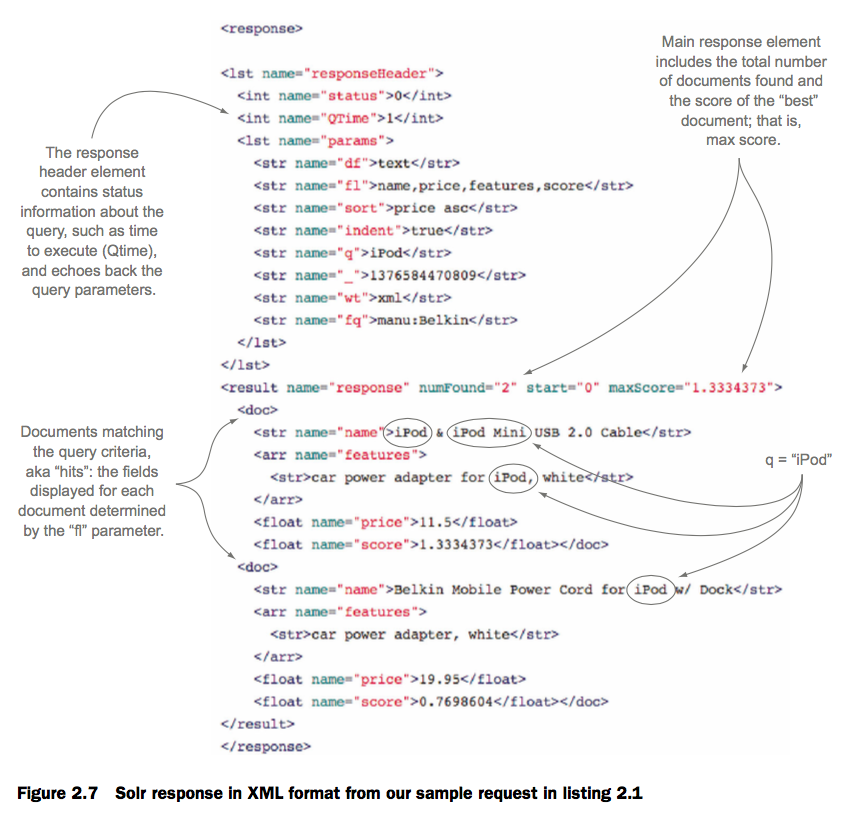 <response>
<lst name="responseHeader">
<int name="status">0</int>
<int name="QTime">1</int>
<lst name="params">
<str name="df">text</str>
<str name="fl">name,price,features,score</str>
<str name="sort">price asc</str>
<str name="indent">true</str>
<str name="q">iPod</str>
<str name="_">1376584470809</str>
<str name="wt">xml</str>
<str name="fq">manu:Belkin</str>
</lst>
</lst>
<result name="response" numFound="2" start="0" maxScore="1.3334373">
<doc>
<str name="name">iPod & iPod Mini USB 2.0 Cable</str>
<arr name="features">
<str>car power adapter for iPod, white</str>
</arr>
<float name="price">11.5</float>
<float name="score">1.3334373</float></doc>
<doc>
<str name="name">Belkin Mobile Power Cord for iPod w/ Dock</str>
<arr name="features">
<str>car power adapter, white</str>
</arr>
<float name="price">19.95</float>
<float name="score">0.7698604</float></doc>
</result>
</response>
The response
header element
contains status
information about the
query, such as time
to execute (Qtime),
and echoes back the
query parameters.
Main response element
includes the total number
of documents found and
the score of the “best”
document; that is,
max score.
Documents matching
the query criteria,
aka “hits”: the fields
displayed for each
document determined
by the “fl” parameter.
q = “iPod”
Figure 2.7 Solr response in XML format from our sample request in listing 2.1